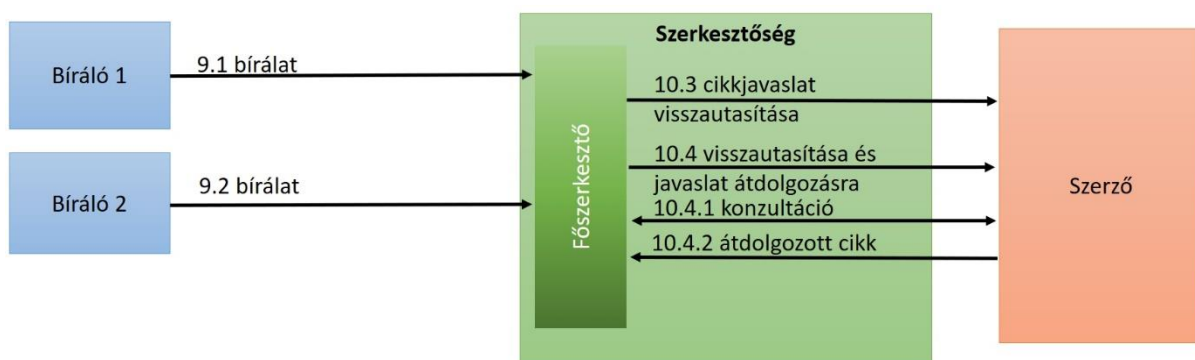 Bíráló 1
9.1 bírálat
Bíráló 2
9.2 bírálat
Szerkesztőség
Főszerkesztő
10.3 cikkjavaslat
visszautasítása
10.4 visszautasítása és
javaslat átdolgozásra
10.4.1 konzultáció
10.4.2 átdolgozott cikk
Szerző